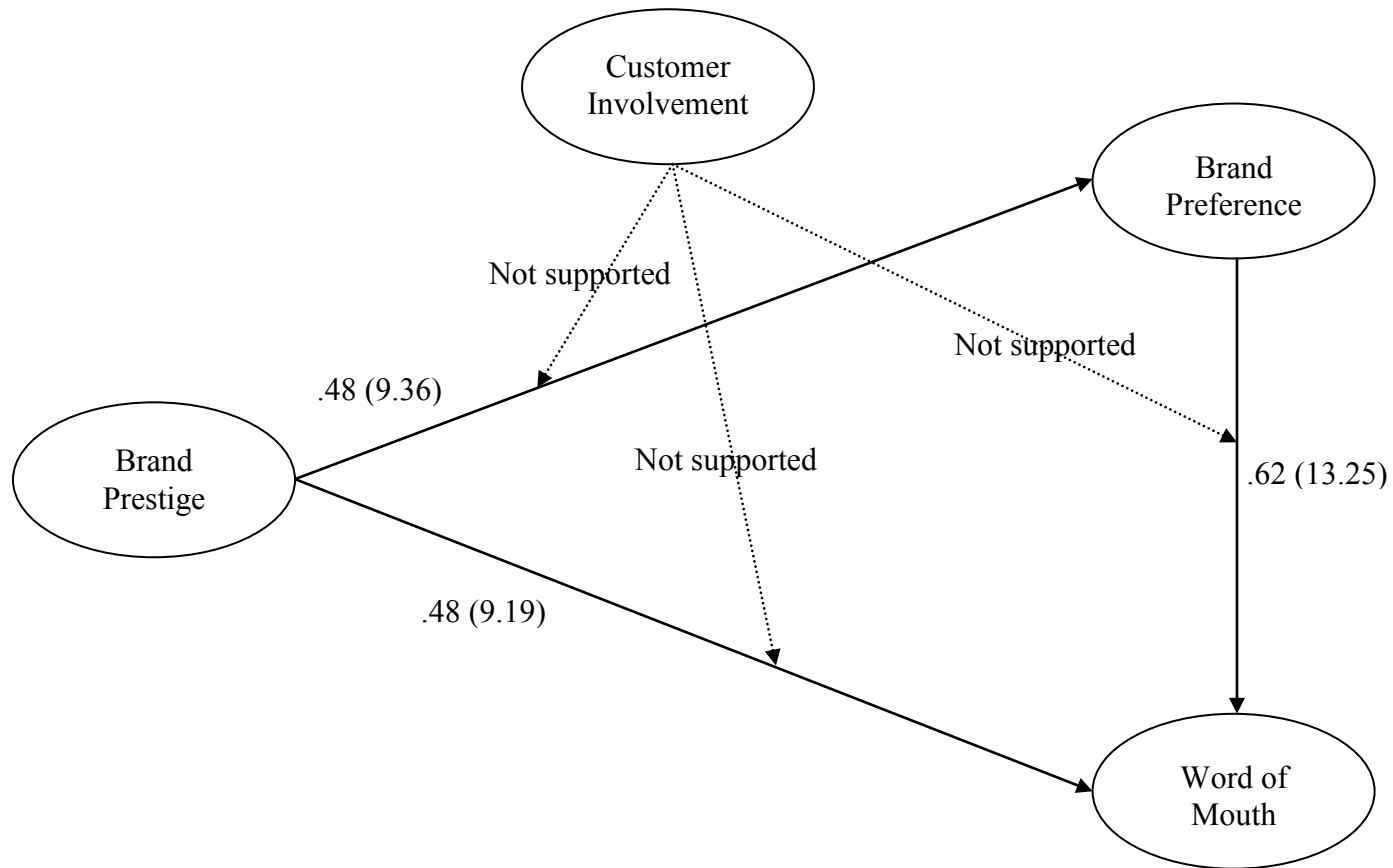 Customer
Involvement
Brand
Preference
Not supported
Not supported
.48 (9.36)
Brand
Prestige
Not supported
.62 (13.25)
.48 (9.19)
Word of
Mouth